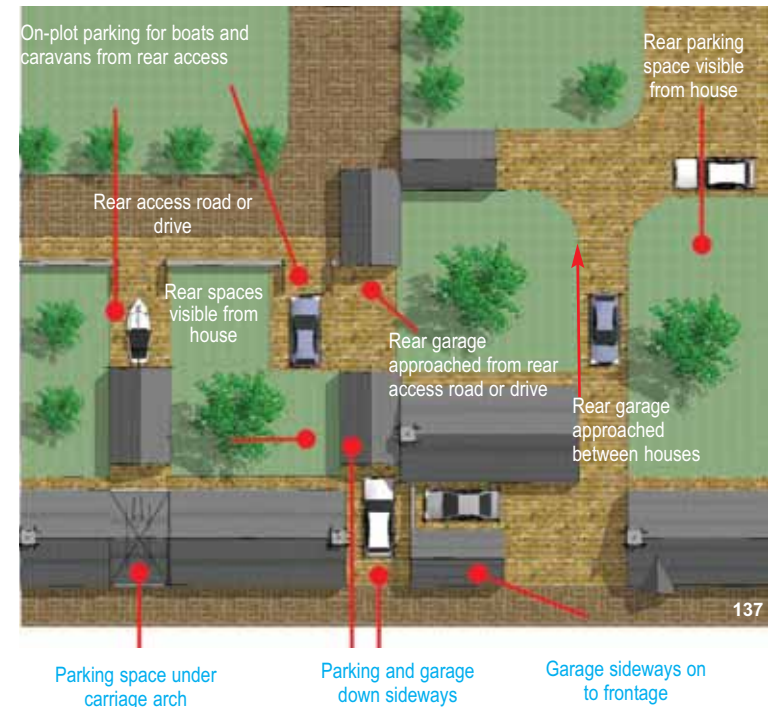 On-plot parking for boats and
caravans from rear access
Rear parking
space visible
from house
Rear access road or
drive
Rear spaces
visible from
house
Rear garage
approached from rear
access road or drive
Rear garage
approached
between houses
137
Parking space under
carriage arch
Parking and garage
down sideways
Garage sideways on
to frontage